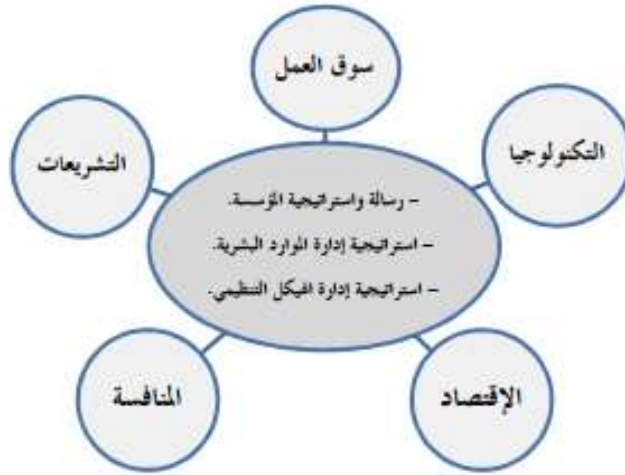 سوق العمل
التكنولوجيا
التشريعات
– رسالة واستراتيجية المؤسسة.
– استراتيجية إدارة الموارد البشرية.
– استراتيجية إدارة الهيكل التنظيمي.
الإقتصاد
المنافسة